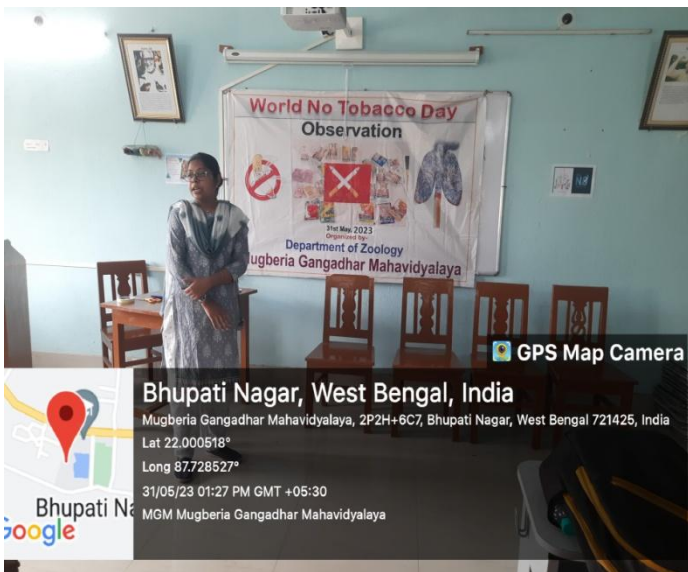 World No Tobacco Day
Observation
31st May, 2023
Organized by-
Department of Zoology
ugberia Gangadhar Mahavidyalaya
GPS Map Camera
Bhupati Nagar, West Bengal, India
Mugberia Gangadhar Mahavidyalaya, 2P2H+6C7, Bhupati Nagar, West Bengal 721425, India
Lat 22.000518°
Long 87.728527°
31/05/23 01:27 PM GMT +05:30
MGM Mugberia Gangadhar Mahavidyalaya
Bhupati Na
Google